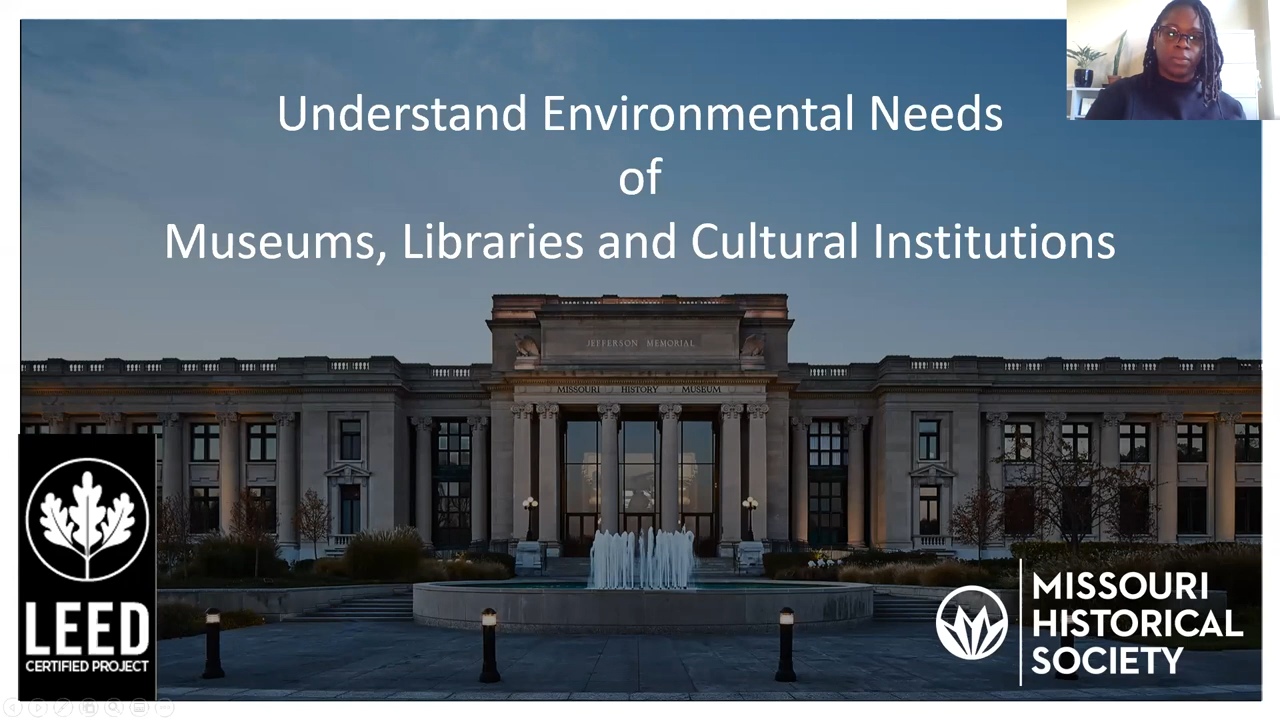 Understand Environmental Needs
of
Museums, Libraries and Cultural Institutions
JEFFERSON MEMORIAL
MISSOURI HISTORY MUSEUM
LEED
CERTIFIED PROJECT
MISSOURI
HISTORICAL
SOCIETY